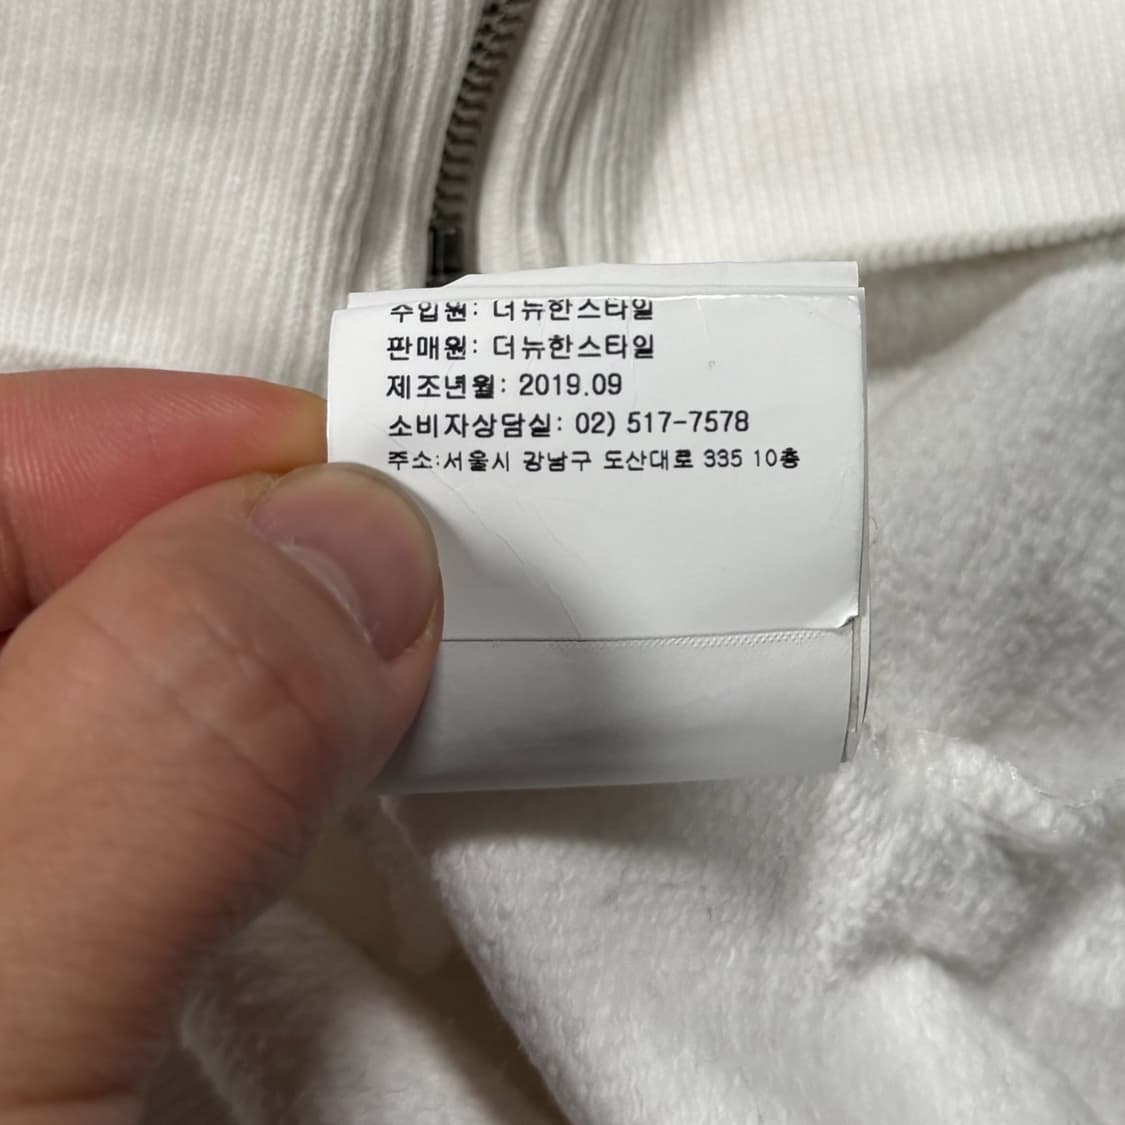 수입원: 더뉴한스타일
판매원: 더뉴한스타일
제조년월: 2019.09
소비자상담실: 02) 517-7578
주소:서울시 강남구 도산대로 335 10층